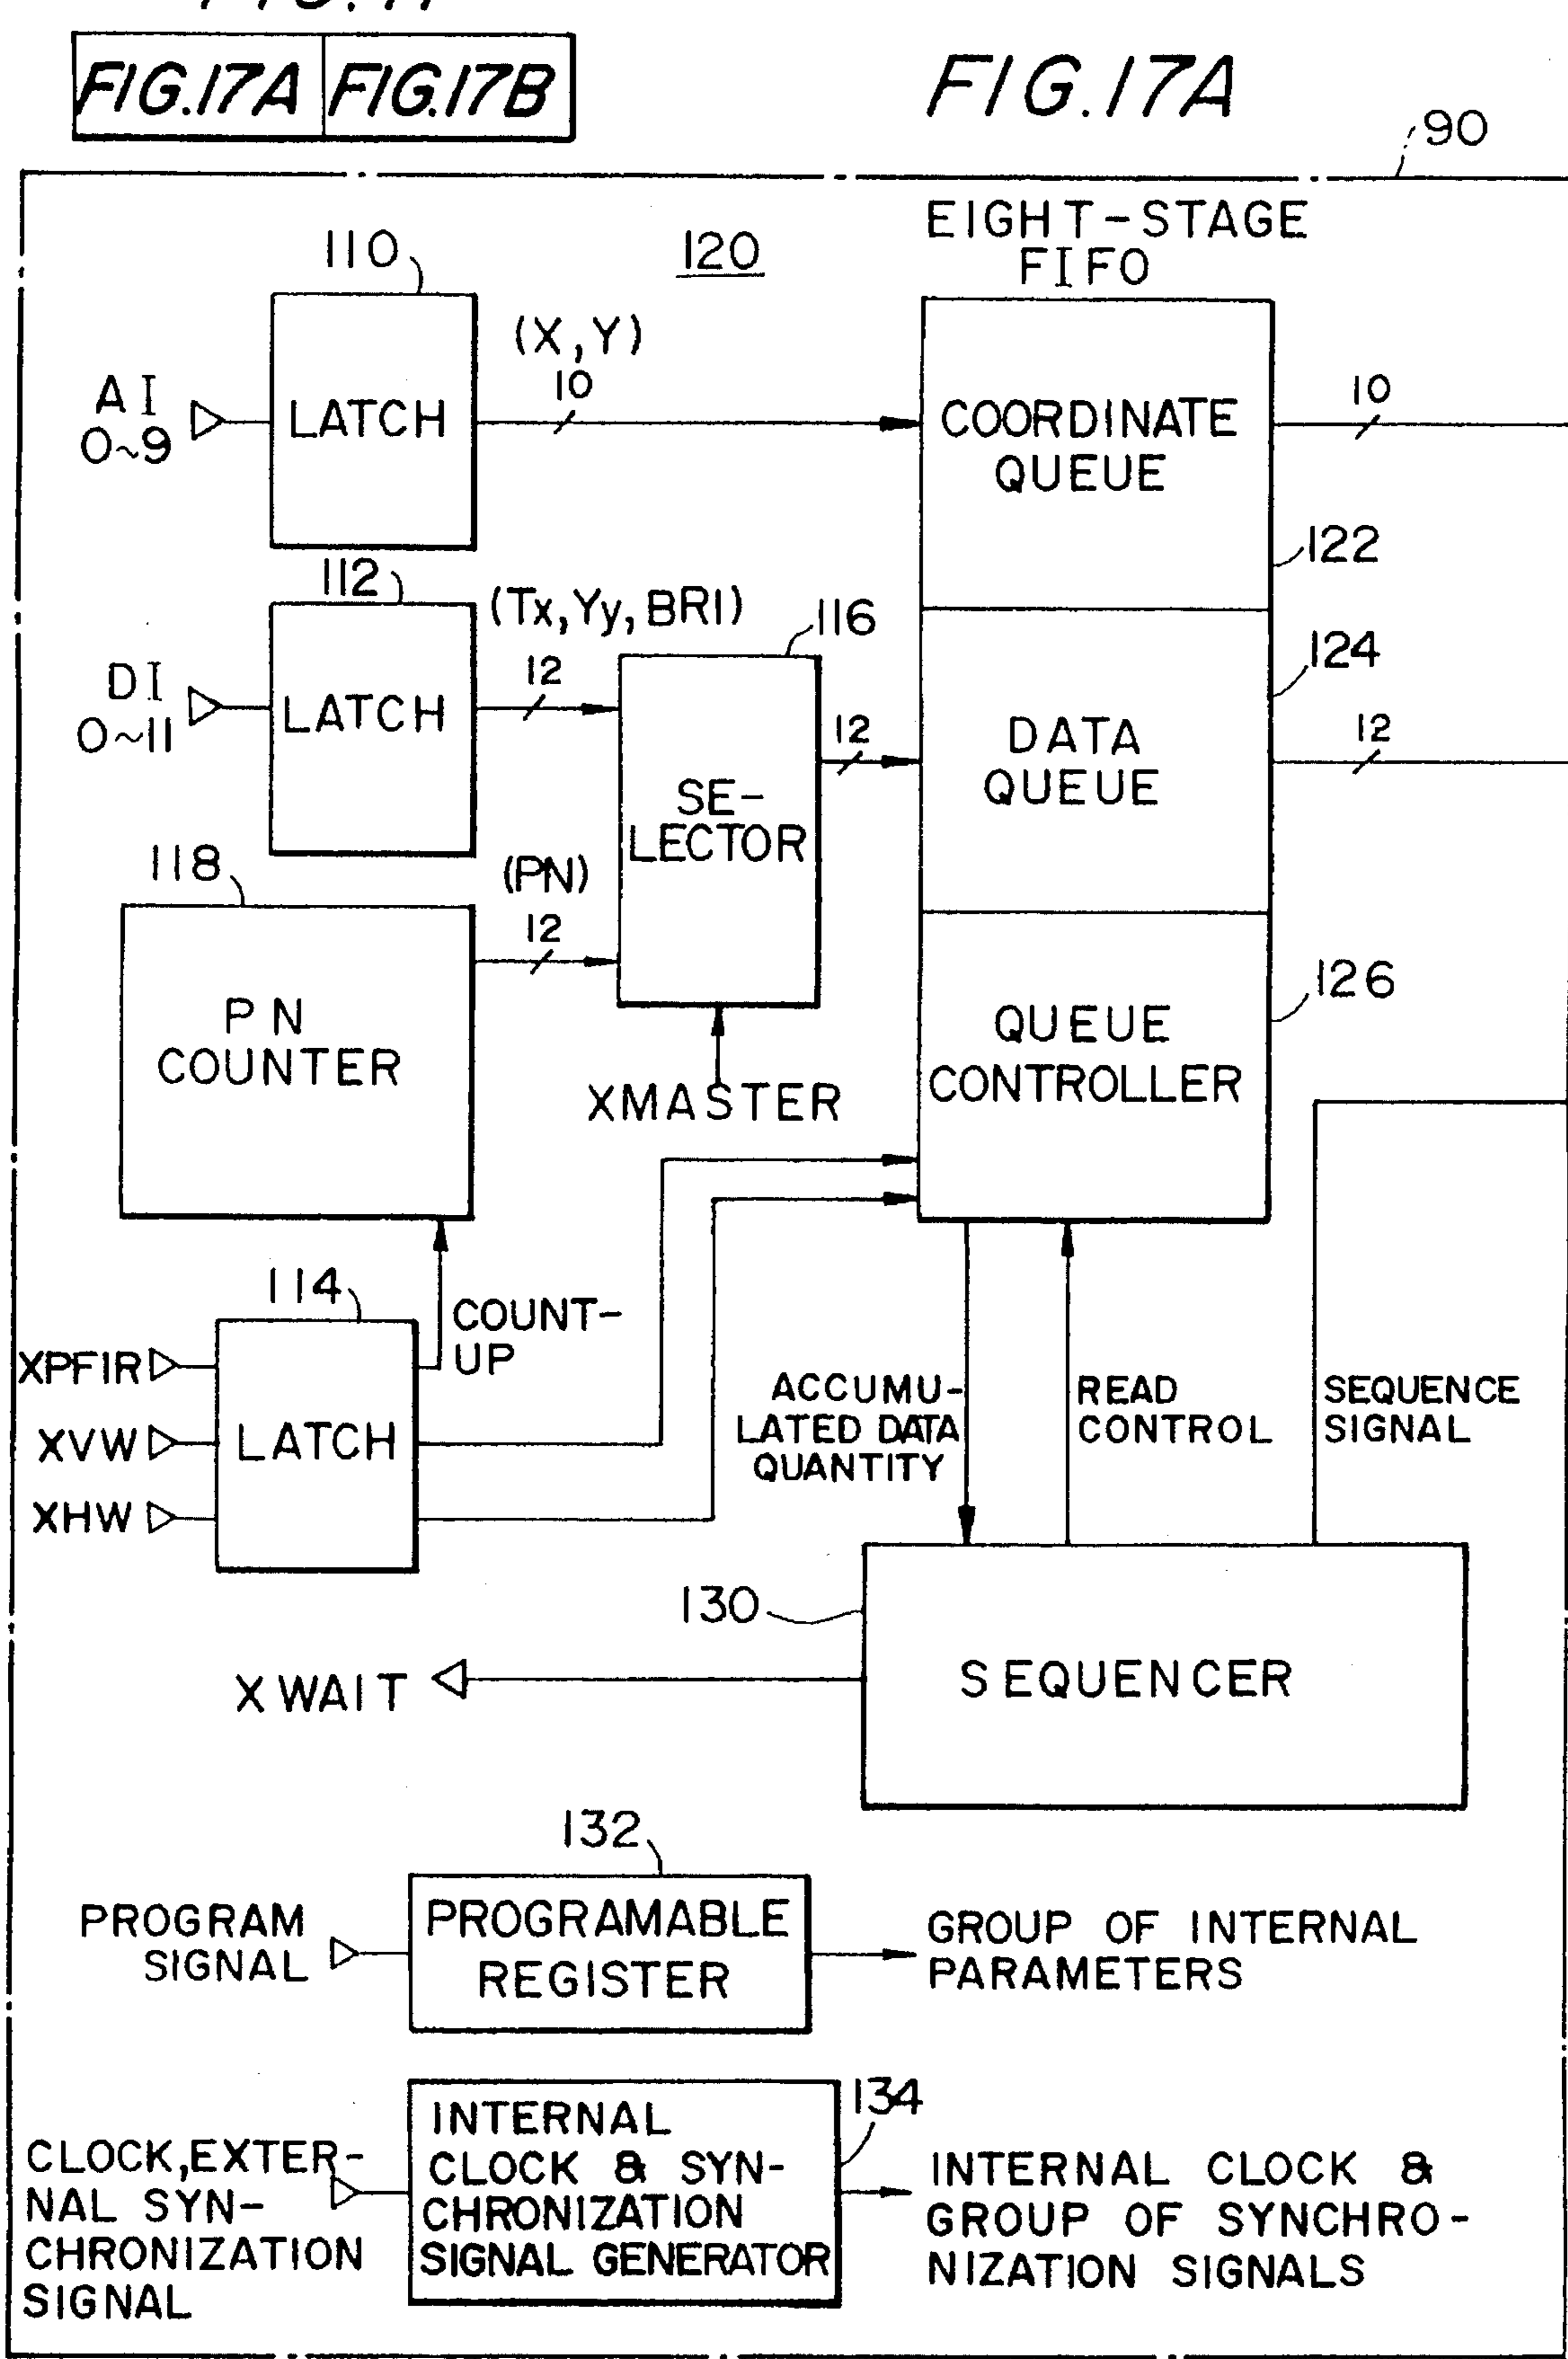 FIG.17A FIG.17B
FIG.17A
90
EIGHT-STAGE
FIFO
110
120
(X,Y)
10
AI
0~9
LATCH
COORDINATE
QUEUE
10
122
112
(Tx,Yy,BRI)
116
124
DI
0~11
LATCH
12
SE-
LECTOR
12
DATA
QUEUE
12
118
(PN)
12
PN
COUNTER
XMASTER
QUEUE
CONTROLLER
126
114
COUNT-
UP
XPFIR
XVW
XHW
LATCH
ACCUMU-
LATED DATA
QUANTITY
READ
CONTROL
SEQUENCE
SIGNAL
130
XWAIT
SEQUENCER
132
PROGRAM
SIGNAL
PROGRAMABLE
REGISTER
GROUP OF INTERNAL
PARAMETERS
134
CLOCK,EXTER-
NAL SYN-
CHRONIZATION
SIGNAL
INTERNAL
CLOCK & SYN-
CHRONIZATION
SIGNAL GENERATOR
INTERNAL CLOCK &
GROUP OF SYNCHRO-
NIZATION SIGNALS